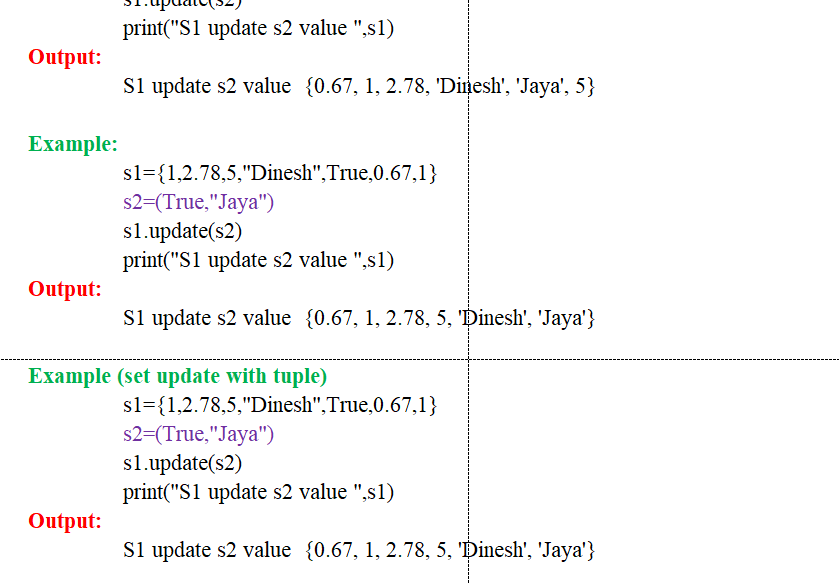 s1.update(s2)
print("S1 update s2 value ",s1)
Output:
S1 update s2 value  {0.67, 1, 2.78, 'Dinesh', 'Jaya', 5}
Example:
s1={1,2.78,5,"Dinesh",True,0.67,1}
s2=(True,"Jaya")
s1.update(s2)
print("S1 update s2 value ",s1)
Output:
S1 update s2 value  {0.67, 1, 2.78, 5, 'Dinesh', 'Jaya'}
Example (set update with tuple)
s1={1,2.78,5,"Dinesh",True,0.67,1}
s2=(True,"Jaya")
s1.update(s2)
print("S1 update s2 value ",s1)
Output:
S1 update s2 value  {0.67, 1, 2.78, 5, 'Dinesh', 'Jaya'}